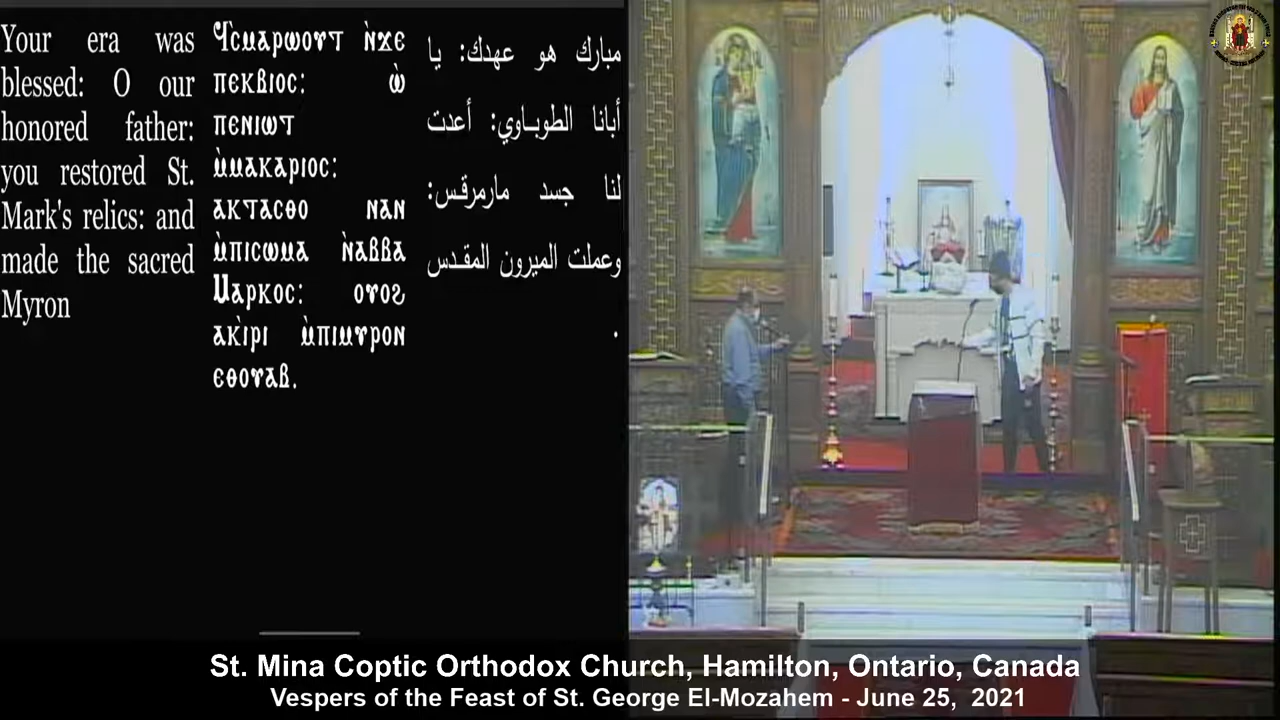 Your era was
blessed: O our
honored father:
you restored St.
Mark's relics: and
made the sacred
Myron
Ϥ̀ⲥⲙⲁⲣⲱⲟⲩⲧ ⲛ̀ϫⲉ
ⲡⲉⲕⲃⲓⲟⲥ: ⲱ̀
ⲡⲉⲛⲓⲱⲧ
ⲙ̀ⲙⲁⲕⲁⲣⲓⲟⲥ:
ⲁⲕⲧⲁⲥⲑⲟ ⲛⲁⲛ
ⲙ̀ⲡⲓⲥⲱⲙⲁ ⲛ̀ⲁⲃⲃⲁ
Ⲙⲁⲣⲕⲟⲥ: ⲟⲩⲟϩ
ⲁⲕ̀ⲓⲣⲓ ⲙ̀ⲡⲓⲙⲩⲣⲟⲛ
ⲉⲑⲟⲩⲁⲃ.
مبارك هو عهدك: يا
أبانا الطوباوي: أعدت
لنا جسد مارمرقس:
وعملت الميرون المقدس
.
St. Mina Coptic Orthodox Church, Hamilton, Ontario, Canada
Vespers of the Feast of St. George El-Mozahem - June 25, 2021